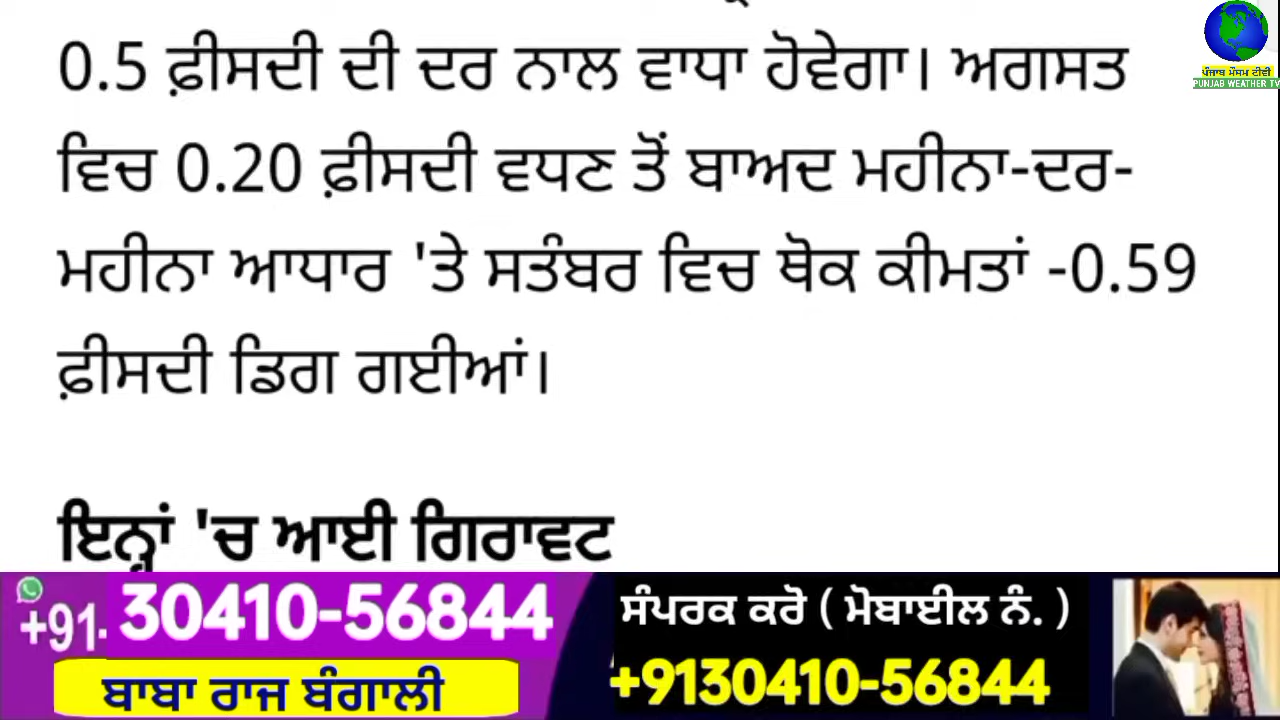 0.5 ਫ਼ੀਸਦੀ ਦੀ ਦਰ ਨਾਲ ਵਾਧਾ ਹੋਵੇਗਾ। ਅਗਸਤ
ਵਿਚ 0.20 ਫ਼ੀਸਦੀ ਵਧਣ ਤੋਂ ਬਾਅਦ ਮਹੀਨਾ-ਦਰ-
ਮਹੀਨਾ ਆਧਾਰ 'ਤੇ ਸਤੰਬਰ ਵਿਚ ਥੋਕ ਕੀਮਤਾਂ -0.59
ਫ਼ੀਸਦੀ ਡਿਗ ਗਈਆਂ।
ਇਨ੍ਹਾਂ 'ਚ ਆਈ ਗਿਰਾਵਟ
ਪੰਜਾਬ ਮੌਸਮ ਟੀਵੀ
PUNJAB WEATHER TV
+91- 30410-56844
ਬਾਬਾ ਰਾਜ ਬੰਗਾਲੀ
ਸੰਪਰਕ ਕਰੋ ( ਮੋਬਾਈਲ ਨੰ. )
+9130410-56844